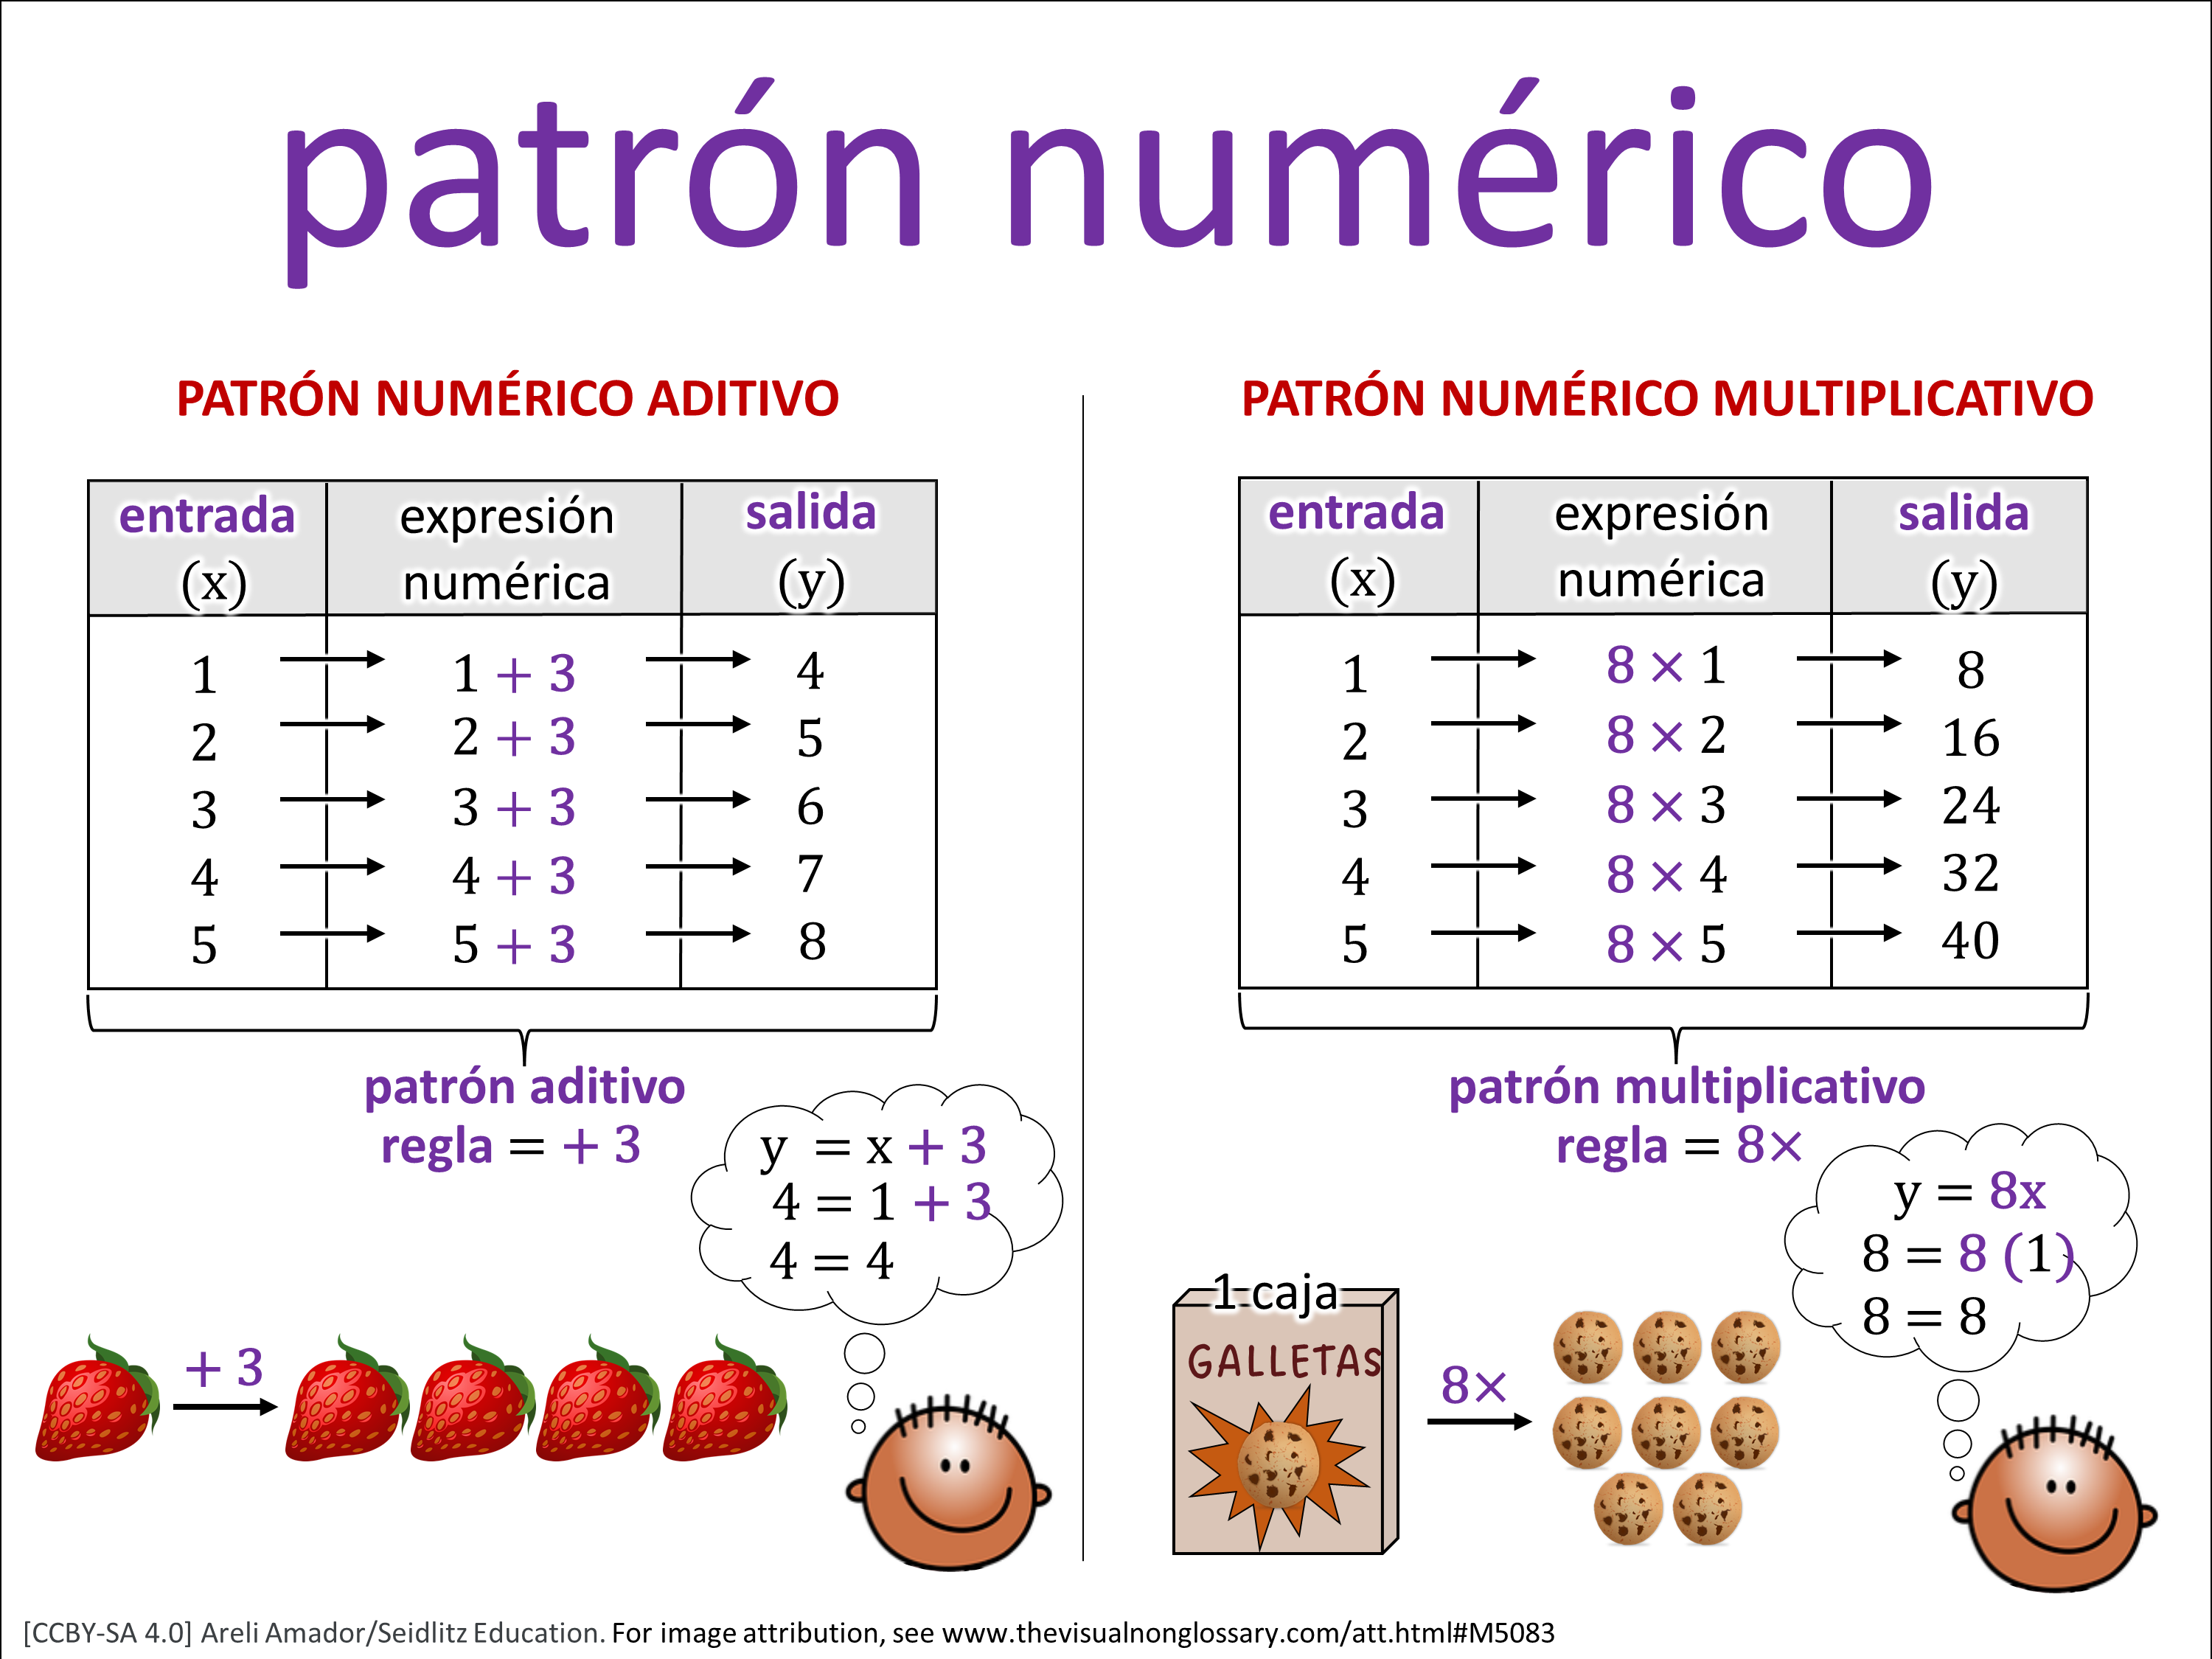 patrón numérico
PATRÓN NUMÉRICO ADITIVO
entrada (x) expresión numérica salida (y)
1 1 + 3 4
2 2 + 3 5
3 3 + 3 6
4 4 + 3 7
5 5 + 3 8
patrón aditivo
regla = + 3
y = x + 3
4 = 1 + 3
4 = 4
+ 3
PATRÓN NUMÉRICO MULTIPLICATIVO
entrada (x) expresión numérica salida (y)
1 8 × 1 8
2 8 × 2 16
3 8 × 3 24
4 8 × 4 32
5 8 × 5 40
patrón multiplicativo
regla = 8×
y = 8x
8 = 8 (1)
8 = 8
1 caja
GALLETAS
8×
[CCBY-SA 4.0] Areli Amador/Seidlitz Education. For image attribution, see www.thevisualnonglossary.com/att.html#M5083